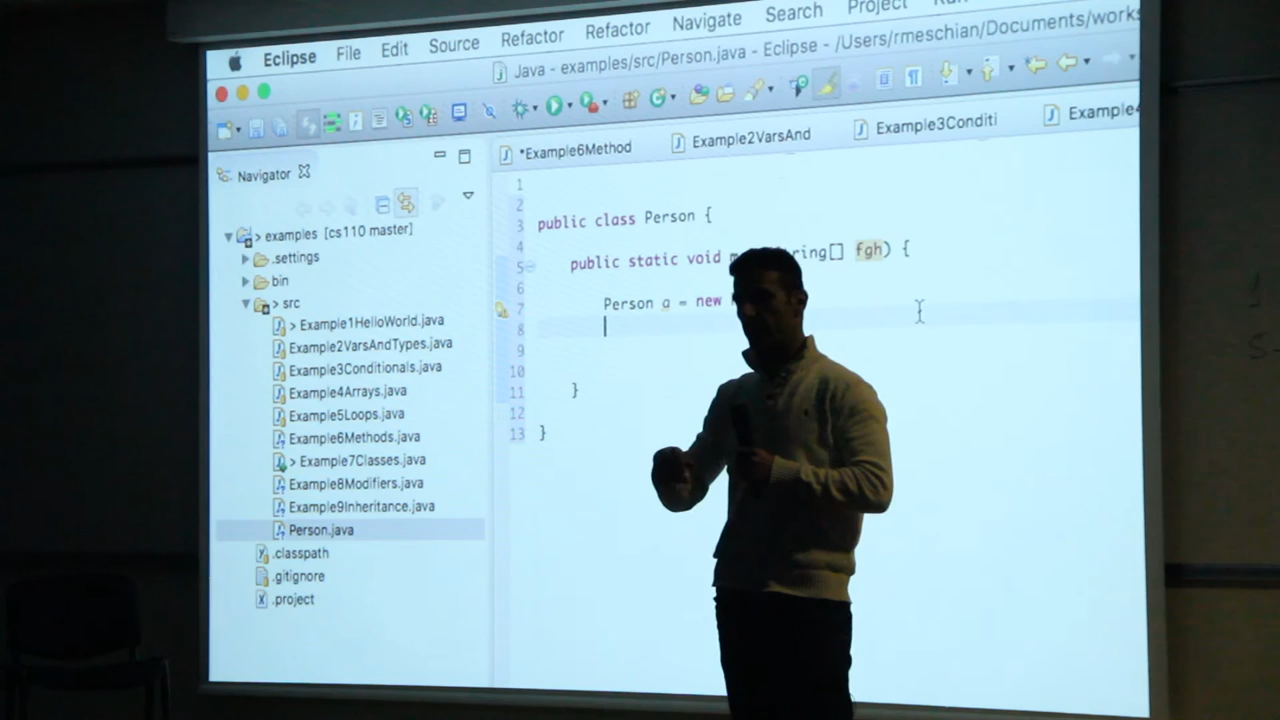 Eclipse File Edit Source Refactor Refactor Navigate Search Project
Java - examples/src/Person.java - Eclipse - /Users/rmeschian/Documents/works
Navigator
*Example6Method
Example2VarsAnd
Example3Conditi
Example4
> examples [cs110 master]
.settings
bin
> src
> Example1HelloWorld.java
Example2VarsAndTypes.java
Example3Conditionals.java
Example4Arrays.java
Example5Loops.java
Example6Methods.java
> Example7Classes.java
Example8Modifiers.java
Example9Inheritance.java
Person.java
.classpath
.gitignore
.project
1
2
3 public class Person {
4
5 public static void m ring[] fgh) {
6
7 Person a = new
8
9
10
11 }
12
13 }